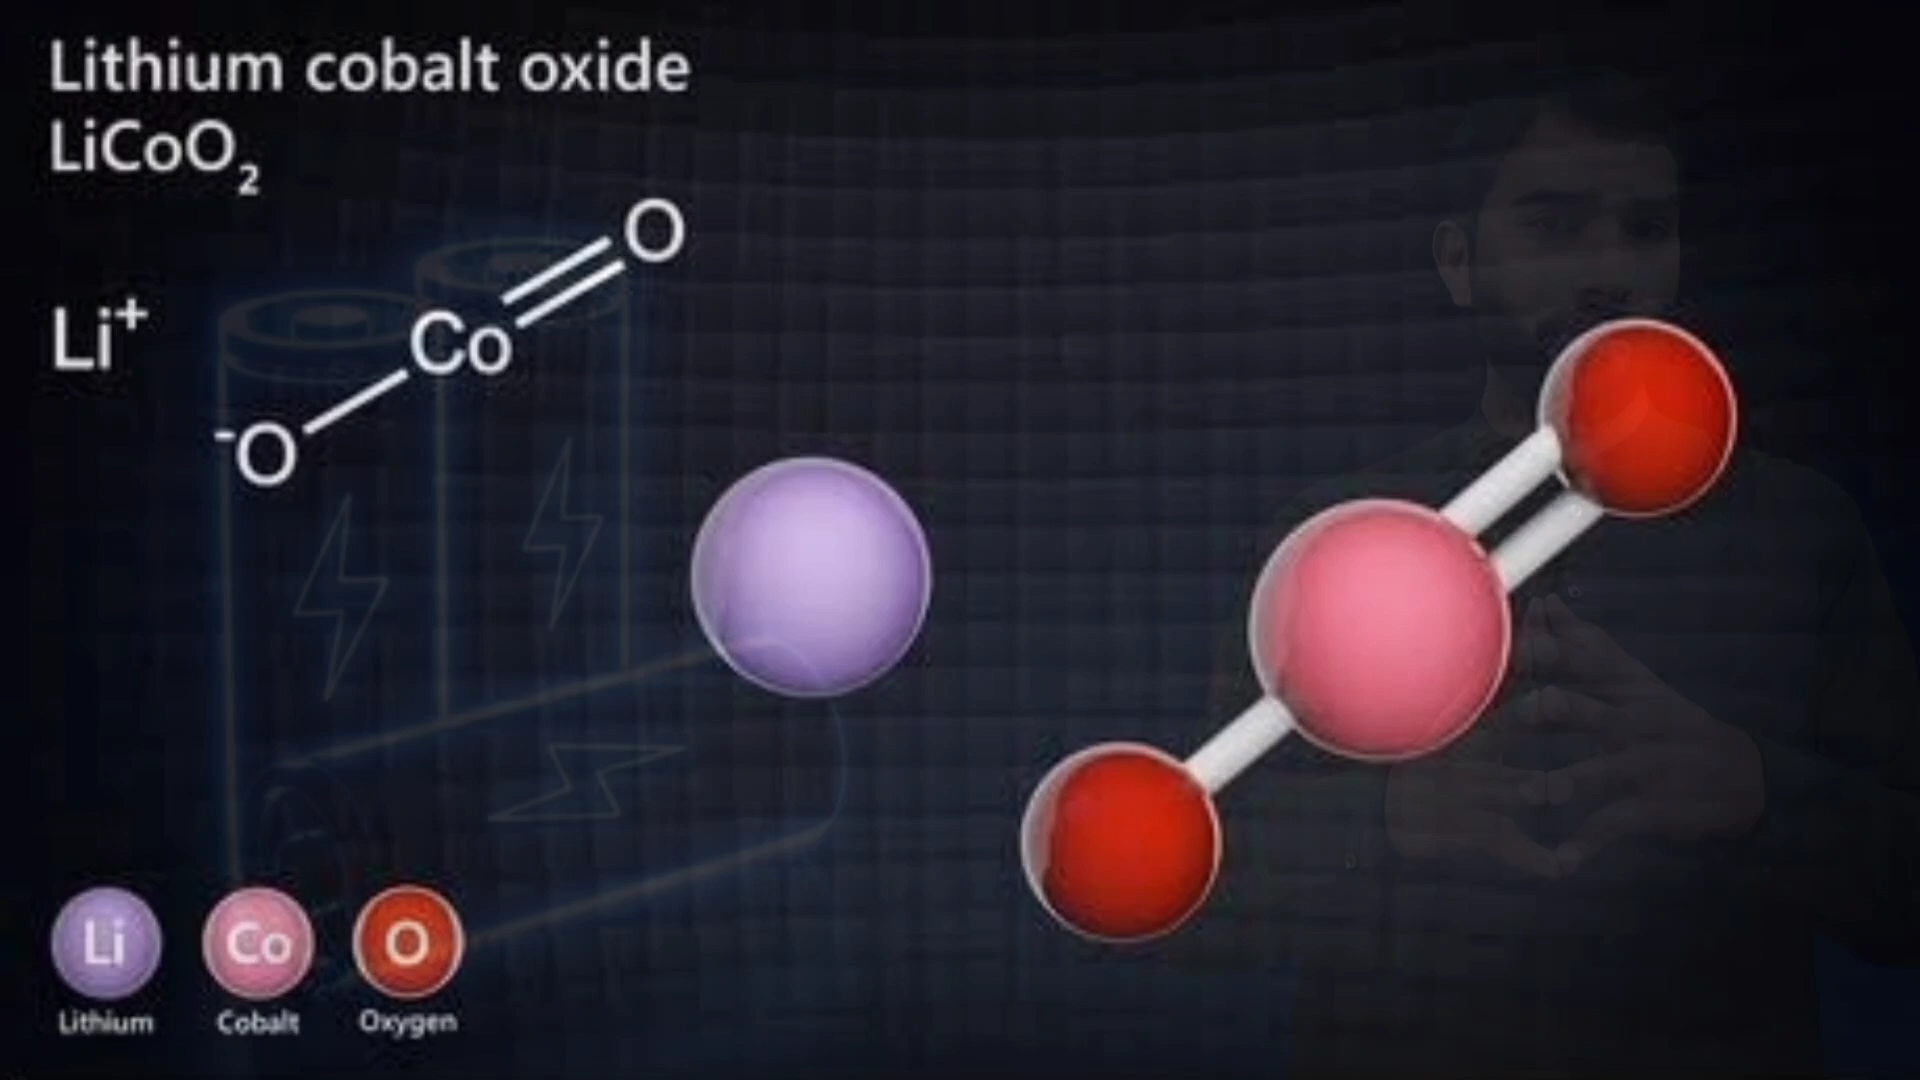 Lithium cobalt oxide
LiCoO₂
O
Li⁺
Co
⁻O
Li
Co
O
Lithium
Cobalt
Oxygen